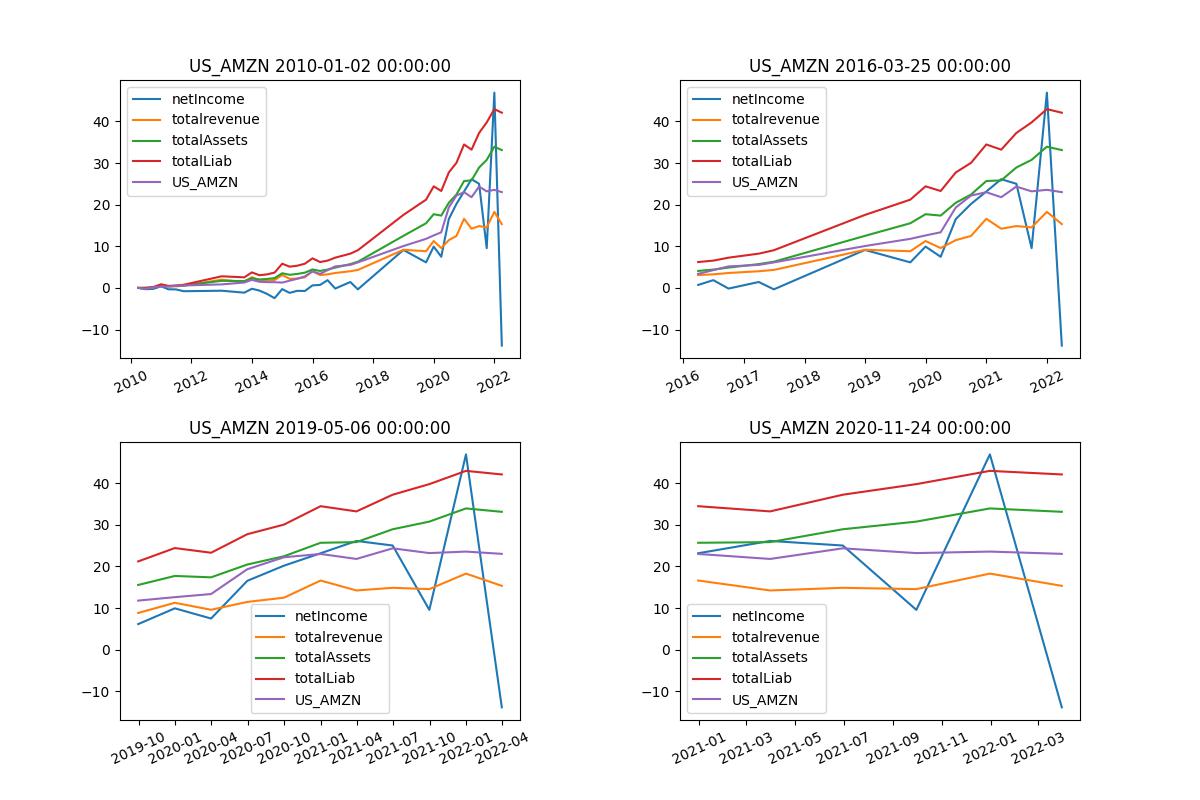 US_AMZN 2010-01-02 00:00:00
netIncome
totalrevenue
totalAssets
totalLiab
US_AMZN
40
30
20
10
0
−10
2010
2012
2014
2016
2018
2020
2022
US_AMZN 2016-03-25 00:00:00
netIncome
totalrevenue
totalAssets
totalLiab
US_AMZN
40
30
20
10
0
−10
2016
2017
2018
2019
2020
2021
2022
US_AMZN 2019-05-06 00:00:00
40
30
20
10
0
−10
netIncome
totalrevenue
totalAssets
totalLiab
US_AMZN
2019-10
2020-01
2020-04
2020-07
2020-10
2021-01
2021-04
2021-07
2021-10
2022-01
2022-04
US_AMZN 2020-11-24 00:00:00
40
30
20
10
0
−10
netIncome
totalrevenue
totalAssets
totalLiab
US_AMZN
2021-01
2021-03
2021-05
2021-07
2021-09
2021-11
2022-01
2022-03